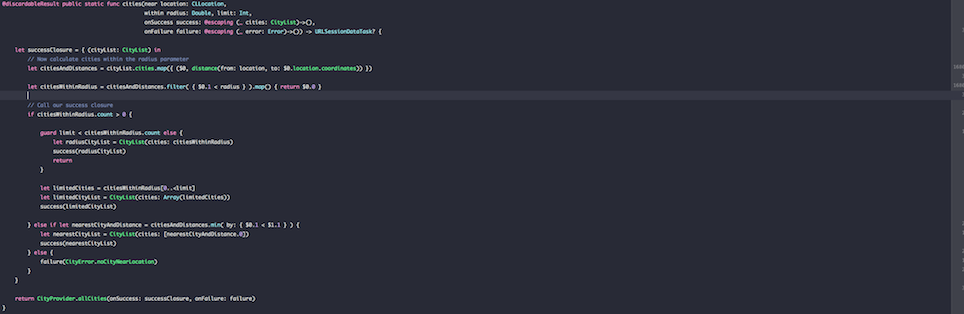 @discardableResult public static func cities(near location: CLLocation,
within radius: Double, limit: Int,
onSuccess success: @escaping (_ cities: CityList)->(),
onFailure failure: @escaping (_ error: Error)->()) -> URLSessionDataTask? {
let successClosure = { (cityList: CityList) in
// Now calculate cities within the radius parameter
let citiesAndDistances = cityList.cities.map({ ($0, distance(from: location, to: $0.location.coordinates)) })
let citiesWithinRadius = citiesAndDistances.filter( { $0.1 < radius } ).map() { return $0.0 }
// Call our success closure
if citiesWithinRadius.count > 0 {
guard limit < citiesWithinRadius.count else {
let radiusCityList = CityList(cities: citiesWithinRadius)
success(radiusCityList)
return
}
let limitedCities = citiesWithinRadius[0..<limit]
let limitedCityList = CityList(cities: Array(limitedCities))
success(limitedCityList)
} else if let nearestCityAndDistance = citiesAndDistances.min( by: { $0.1 < $1.1 } ) {
let nearestCityList = CityList(cities: [nearestCityAndDistance.0])
success(nearestCityList)
} else {
failure(CityError.noCityNearLocation)
}
}
return CityProvider.allCities(onSuccess: successClosure, onFailure: failure)
}